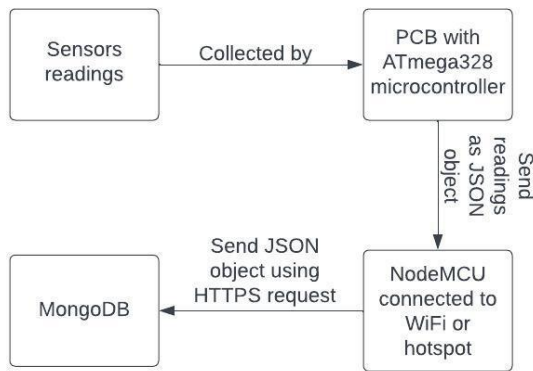 Sensors
readings
Collected by
PCB with
ATmega328
microcontroller
Send
readings
as JSON
object
NodeMCU
connected to
WiFi or
hotspot
Send JSON
object using
HTTPS request
MongoDB